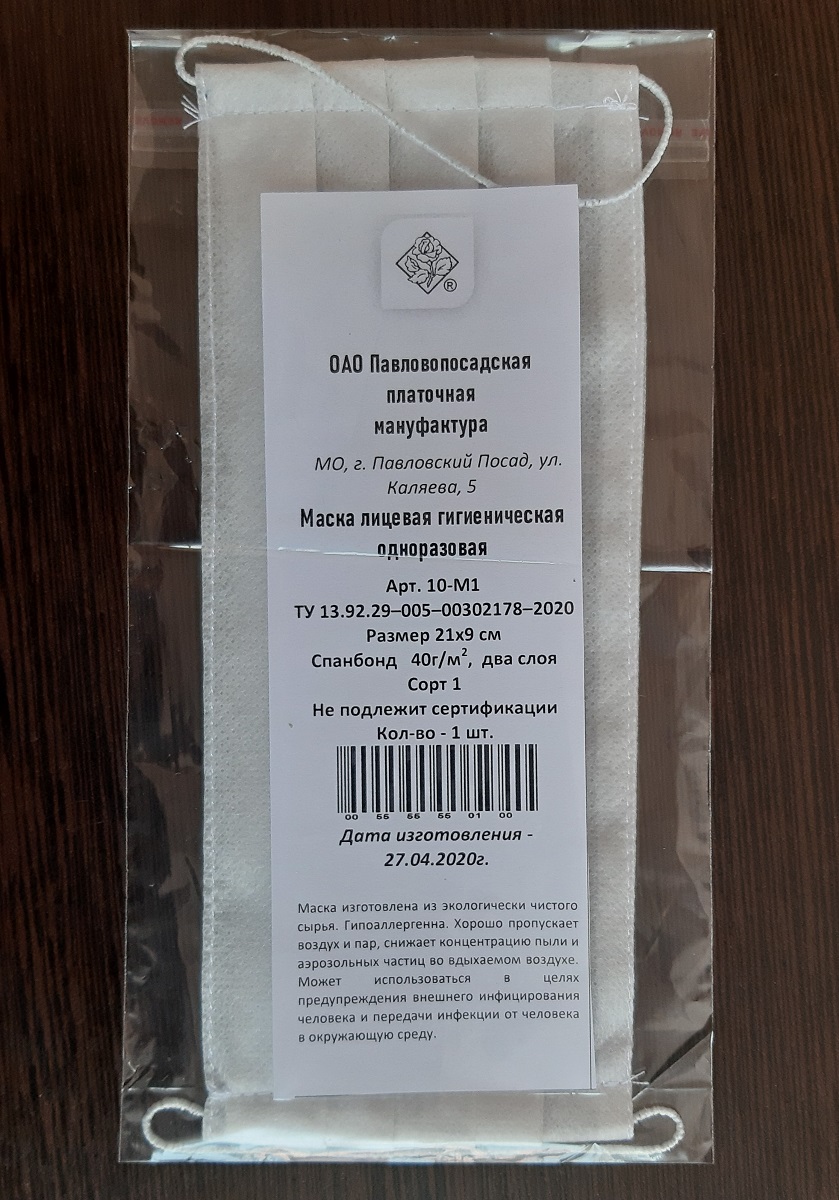 ®
ОАО Павловопосадская
платочная
мануфактура
МО, г. Павловский Посад, ул.
Каляева, 5
Маска лицевая гигиеническая
одноразовая
Арт. 10-М1
ТУ 13.92.29–005–00302178–2020
Размер 21х9 см
Спанбонд 40г/м², два слоя
Сорт 1
Не подлежит сертификации
Кол-во - 1 шт.
00 55 55 55 01 00
Дата изготовления -
27.04.2020г.
Маска изготовлена из экологически чистого
сырья. Гипоаллергенна. Хорошо пропускает
воздух и пар, снижает концентрацию пыли и
аэрозольных частиц во вдыхаемом воздухе.
Может использоваться в целях
предупреждения внешнего инфицирования
человека и передачи инфекции от человека
в окружающую среду.